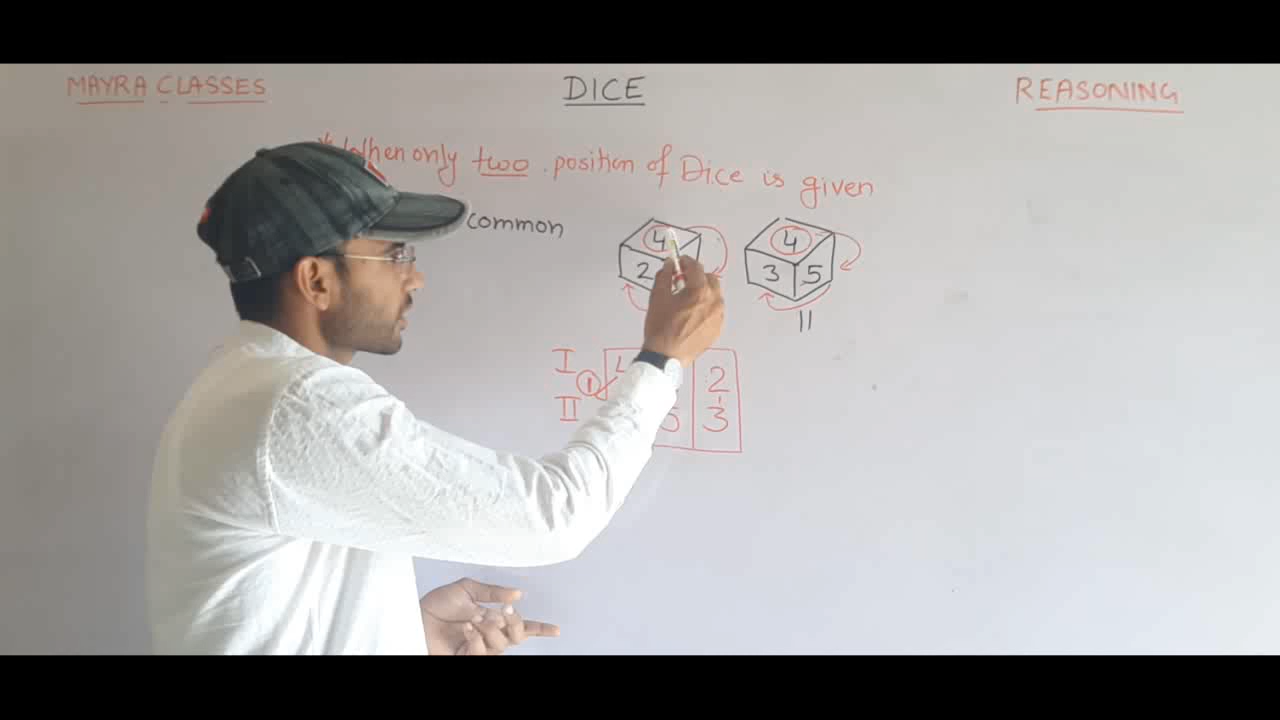 MAYRA CLASSES
DICE
REASONING
When only two position of Dice is given
common
4
2
4
3 5
II
I
2
1
II
3